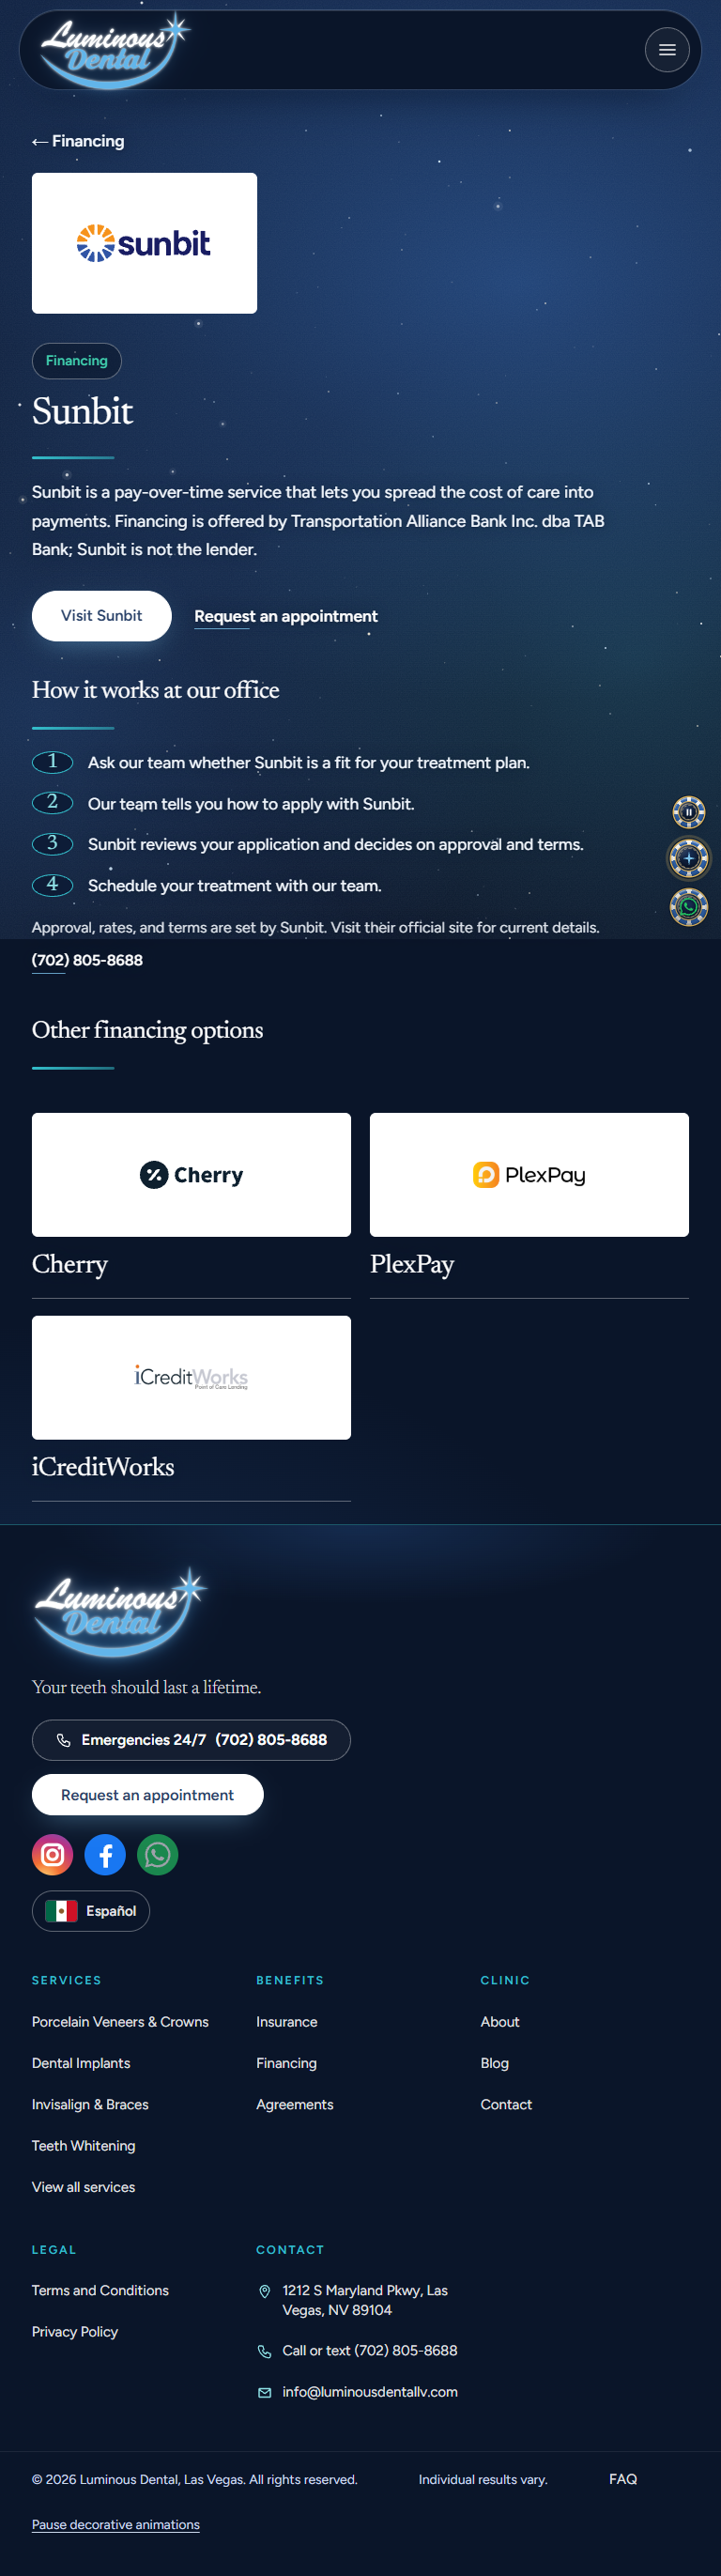 Luminous
Dental
← Financing
sunbit
Financing
Sunbit
Sunbit is a pay-over-time service that lets you spread the cost of care into
payments. Financing is offered by Transportation Alliance Bank Inc. dba TAB
Bank; Sunbit is not the lender.
Visit Sunbit
Request an appointment
How it works at our office
1 Ask our team whether Sunbit is a fit for your treatment plan.
2 Our team tells you how to apply with Sunbit.
3 Sunbit reviews your application and decides on approval and terms.
4 Schedule your treatment with our team.
Approval, rates, and terms are set by Sunbit. Visit their official site for current details.
(702) 805-8688
Other financing options
Cherry
PlexPay
Cherry
PlexPay
iCreditWorks
Point of Care Lending
iCreditWorks
Luminous
Dental
Your teeth should last a lifetime.
Emergencies 24/7 (702) 805-8688
Request an appointment
Español
SERVICES
Porcelain Veneers & Crowns
Dental Implants
Invisalign & Braces
Teeth Whitening
View all services
BENEFITS
Insurance
Financing
Agreements
CLINIC
About
Blog
Contact
LEGAL
Terms and Conditions
Privacy Policy
CONTACT
1212 S Maryland Pkwy, Las
Vegas, NV 89104
Call or text (702) 805-8688
info@luminousdentallv.com
© 2026 Luminous Dental, Las Vegas. All rights reserved.
Individual results vary.
FAQ
Pause decorative animations